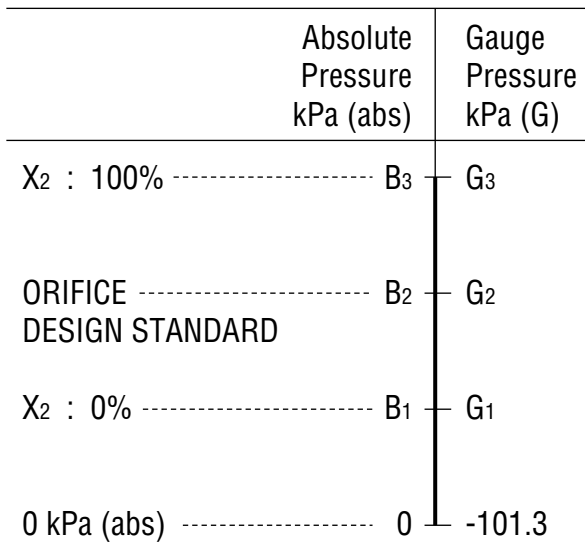 Absolute Gauge
Pressure Pressure
kPa (abs) kPa (G)
X2 : 100% B3 G3
ORIFICE B2 G2
DESIGN STANDARD
X2 : 0% B1 G1
0 kPa (abs) 0 -101.3